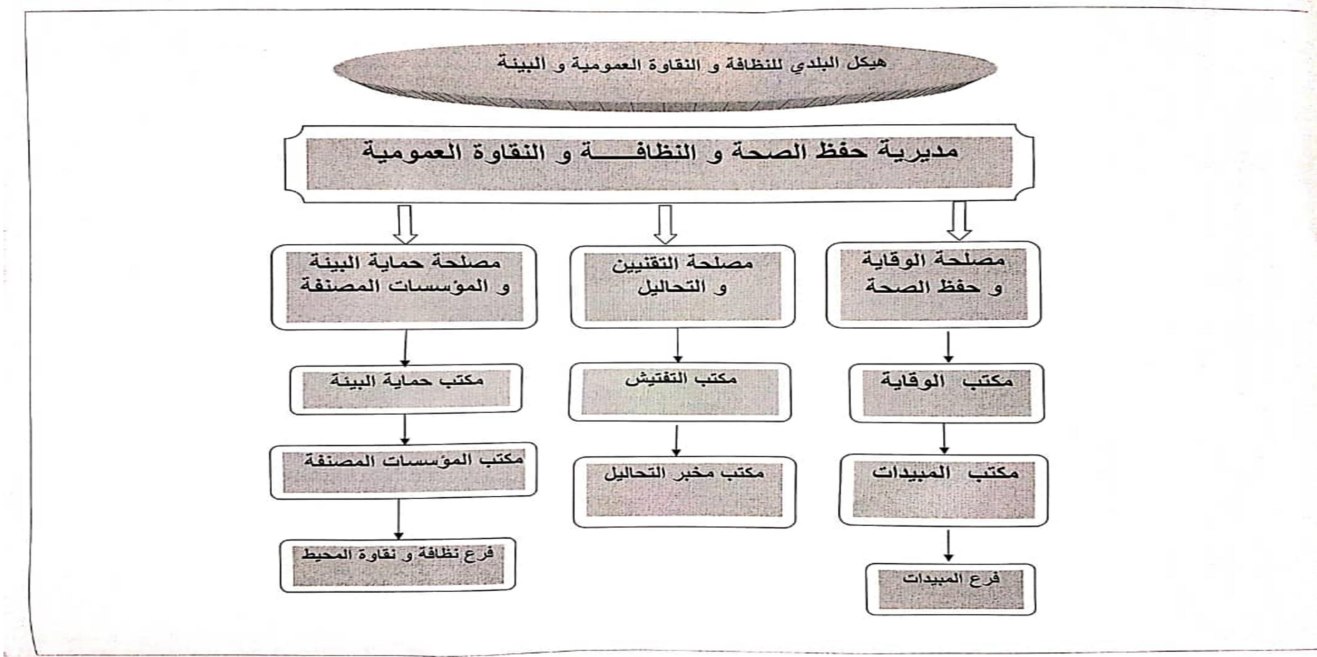 هيكل البلدي للنظافة و النقاوة العمومية و البيئة
مديرية حفظ الصحة و النظافـــــة و النقاوة العمومية
مصلحة الوقاية
و حفظ الصحة
مكتب الوقاية
مكتب المبيدات
فرع المبيدات
مصلحة التقنيين
و التحاليل
مكتب التفتيش
مكتب مخبر التحاليل
مصلحة حماية البيئة
و المؤسسات المصنفة
مكتب حماية البيئة
مكتب المؤسسات المصنفة
فرع نظافة و نقاوة المحيط